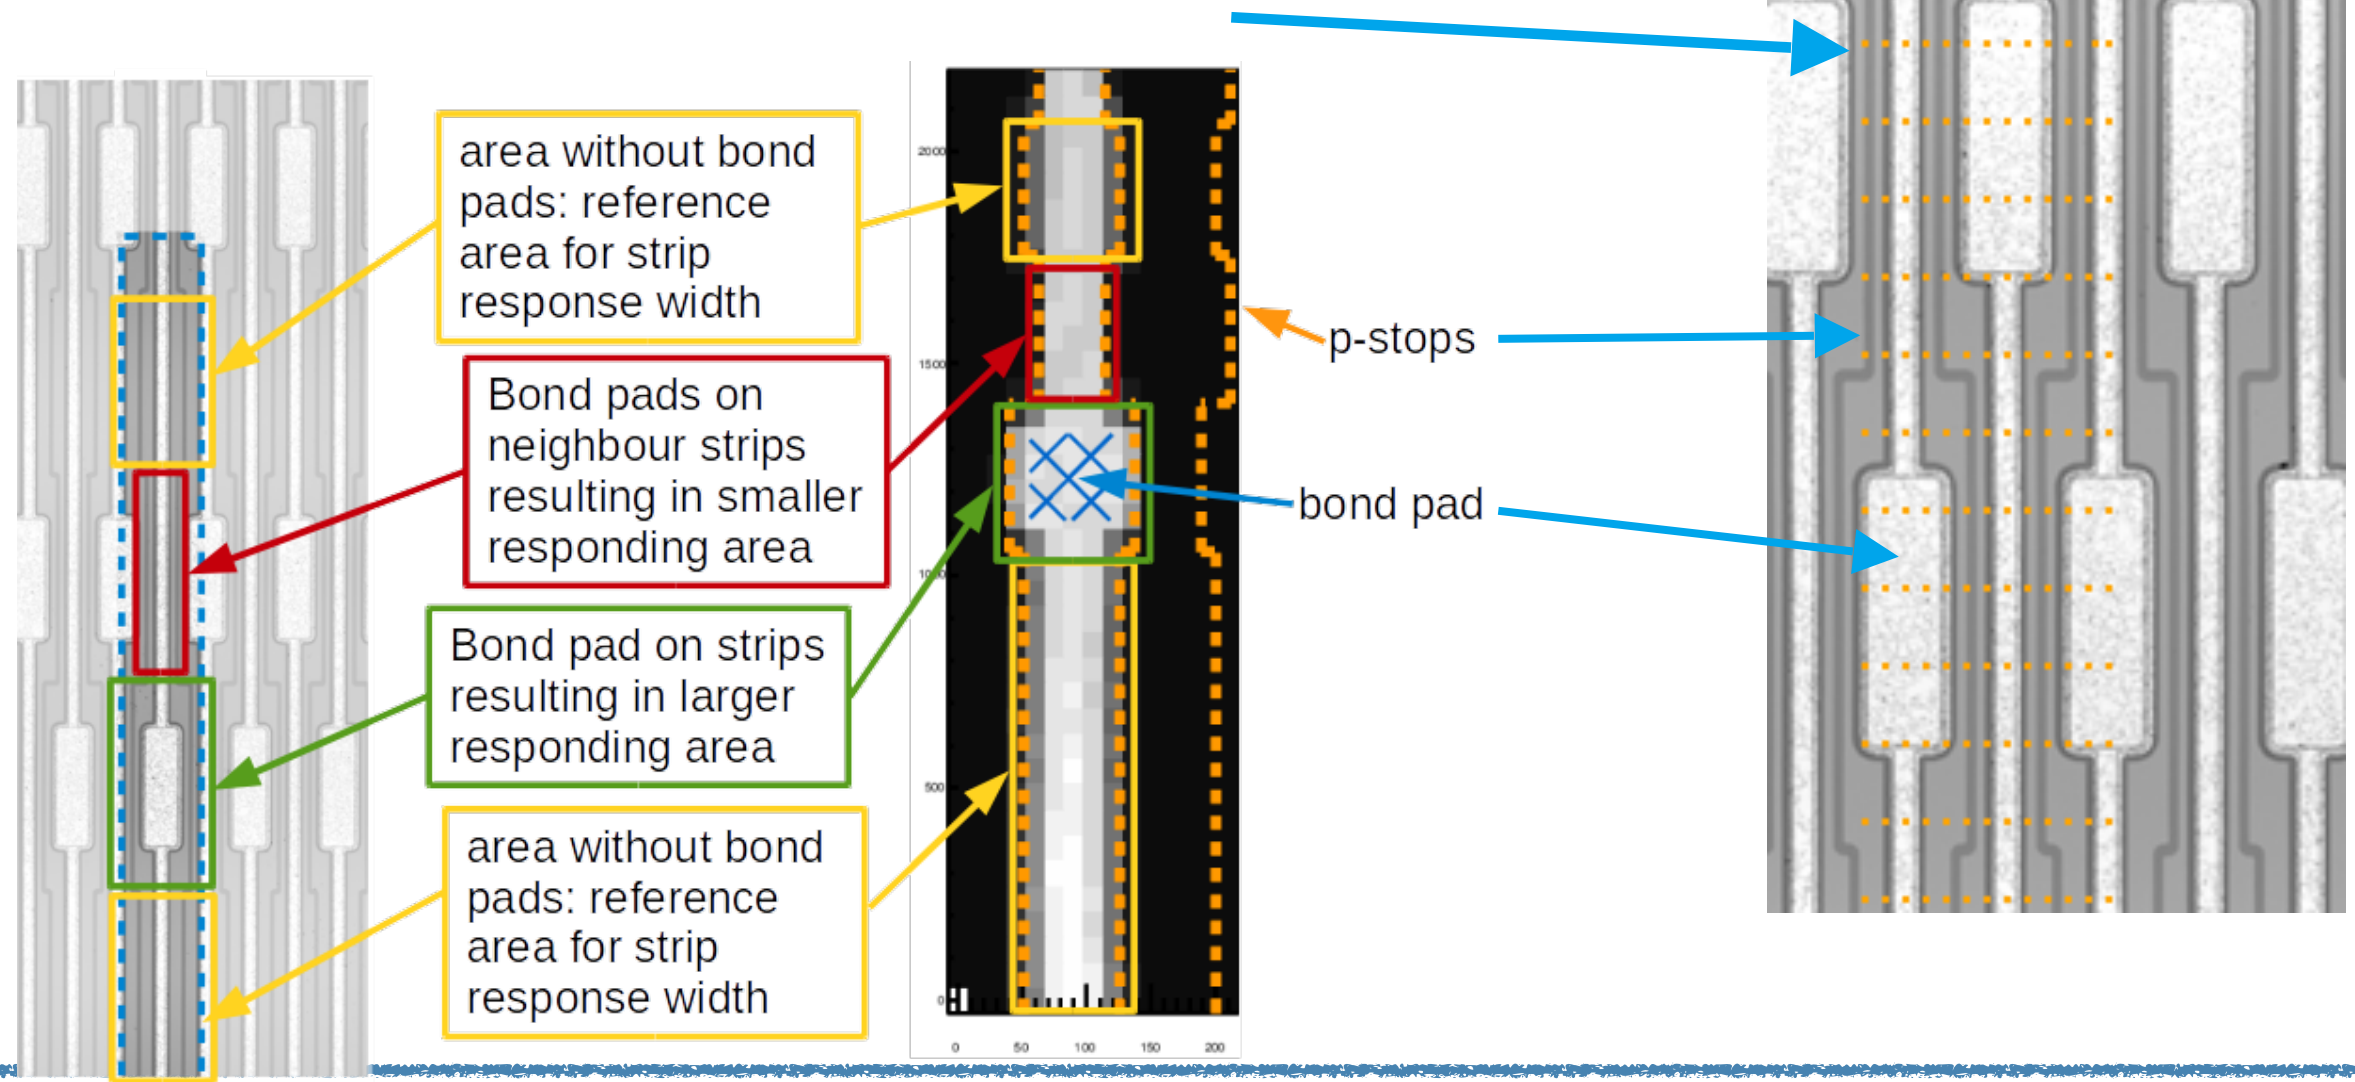 area without bond
pads: reference
area for strip
response width
Bond pads on
neighbour strips
resulting in smaller
responding area
Bond pad on strips
resulting in larger
responding area
area without bond
pads: reference
area for strip
response width
2000
1500
1000
500
0
0 50 100 150 200
p-stops
bond pad